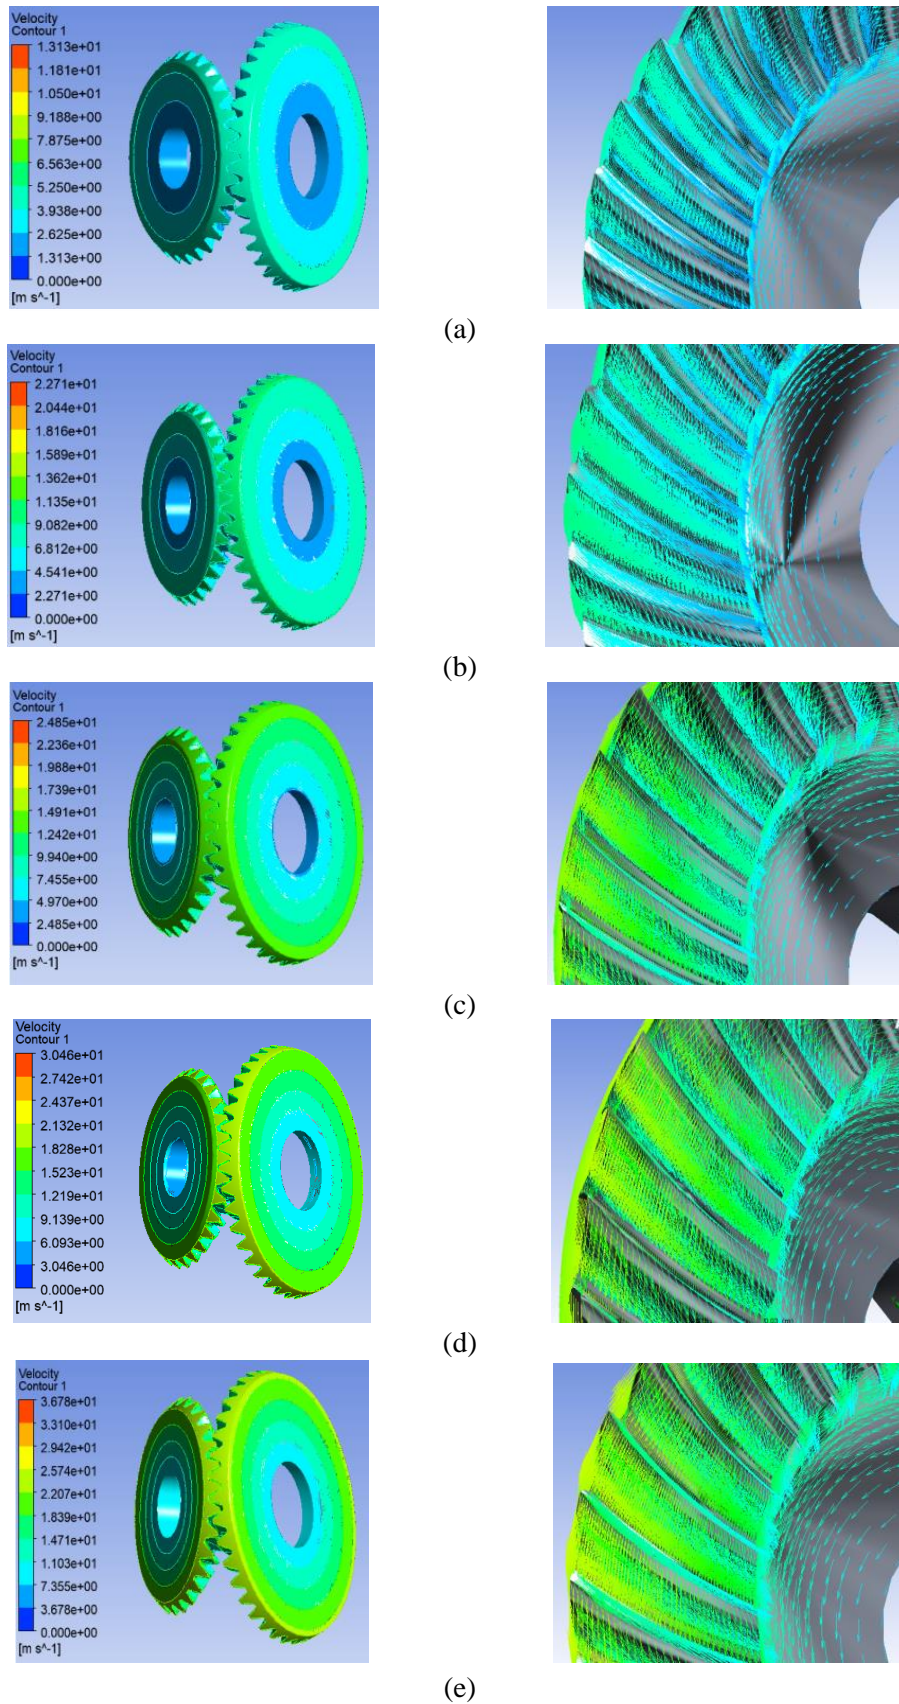 Velocity
Contour 1
1.313e+01
1.181e+01
1.050e+01
9.188e+00
7.875e+00
6.563e+00
5.250e+00
3.938e+00
2.625e+00
1.313e+00
0.000e+00
[m s^-1]
(a)
Velocity
Contour 1
2.271e+01
2.044e+01
1.816e+01
1.589e+01
1.362e+01
1.135e+01
9.082e+00
6.812e+00
4.541e+00
2.271e+00
0.000e+00
[m s^-1]
(b)
Velocity
Contour 1
2.485e+01
2.236e+01
1.988e+01
1.739e+01
1.491e+01
1.242e+01
9.940e+00
7.455e+00
4.970e+00
2.485e+00
0.000e+00
[m s^-1]
(c)
Velocity
Contour 1
3.046e+01
2.742e+01
2.437e+01
2.132e+01
1.828e+01
1.523e+01
1.219e+01
9.139e+00
6.093e+00
3.046e+00
0.000e+00
[m s^-1]
(d)
Velocity
Contour 1
3.678e+01
3.310e+01
2.942e+01
2.574e+01
2.207e+01
1.839e+01
1.471e+01
1.103e+01
7.355e+00
3.678e+00
0.000e+00
[m s^-1]
(e)